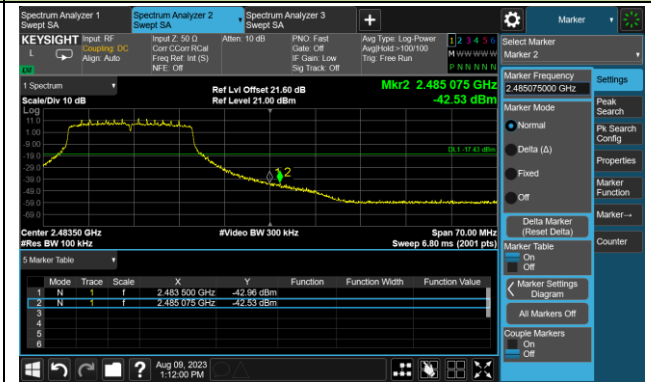 Spectrum Analyzer 1
Swept SA
Spectrum Analyzer 2
Swept SA
Spectrum Analyzer 3
Swept SA
+
Marker
KEYSIGHT
L
Input: RF
Coupling: DC
Align: Auto
Input Z: 50 Ω
Corr CCorr RCal
Freq Ref: Int (S)
NFE: Off
Atten: 10 dB
PNO: Fast
Gate: Off
IF Gain: Low
Sig Track: Off
Avg Type: Log-Power
Avg|Hold:>100/100
Trig: Free Run
1 2 3 4 5 6
M W W W W W
P N N N N N
Select Marker
Marker 2
1 Spectrum
Scale/Div 10 dB
Log
Ref Lvl Offset 21.60 dB
Ref Level 21.00 dBm
Mkr2 2.485 075 GHz
-42.53 dBm
11.0
1.00
-9.00
-19.0
-29.0
-39.0
-49.0
-59.0
-69.0
DL1 -17.43 dBm
1
2
Center 2.48350 GHz
#Res BW 100 kHz
#Video BW 300 kHz
Span 70.00 MHz
Sweep 6.80 ms (2001 pts)
5 Marker Table
Mode Trace Scale X Y Function Function Width Function Value
1 N 1 f 2.483 500 GHz -42.96 dBm
2 N 1 f 2.485 075 GHz -42.53 dBm
3
4
5
6
Marker Frequency
2.485075000 GHz
Marker Mode
Normal
Delta (Δ)
Fixed
Off
Delta Marker
(Reset Delta)
Marker Table
On
Off
Marker Settings
Diagram
All Markers Off
Couple Markers
On
Off
Settings
Peak
Search
Pk Search
Config
Properties
Marker
Function
Marker→
Counter
?
Aug 09, 2023
1:12:00 PM